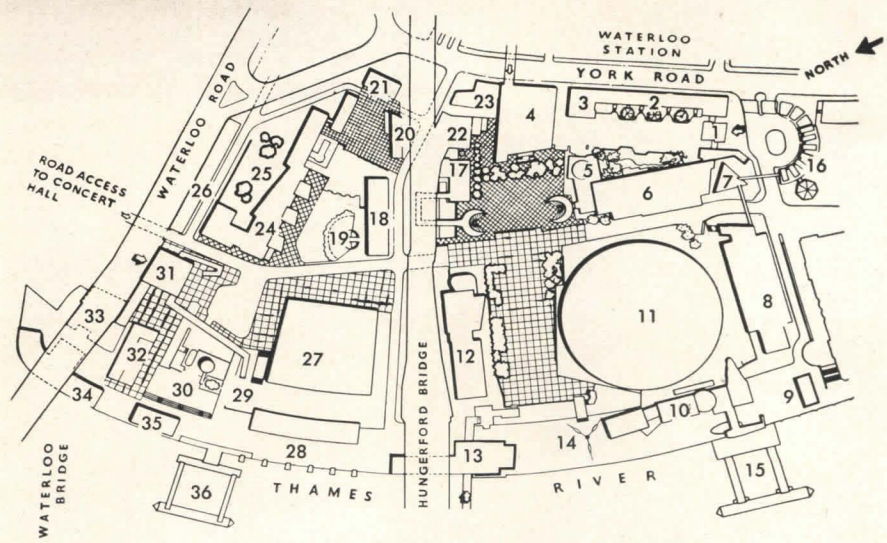 WATERLOO
STATION
YORK ROAD
NORTH
WATERLOO ROAD
ROAD ACCESS
TO CONCERT
HALL
21
23
4
3
2
20
22
25
17
5
16
26
18
6
7
24
19
31
11
8
33
27
12
32
30
29
10
9
34
35
28
13
14
15
36
HUNGERFORD BRIDGE
WATERLOO
BRIDGE
THAMES
RIVER